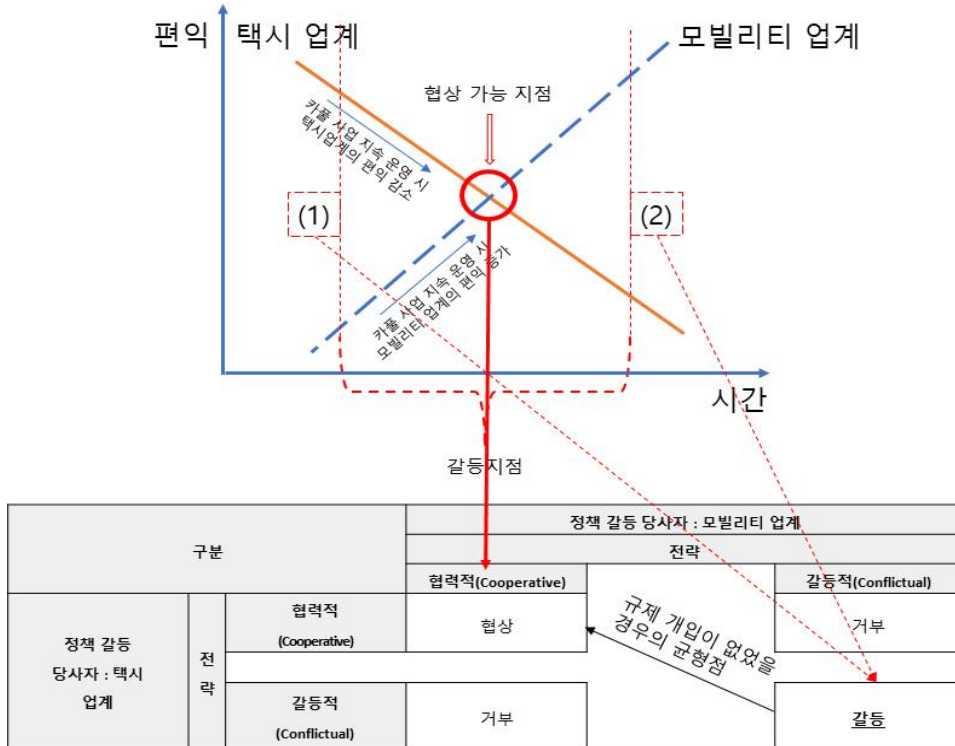 편익
택시 업계
모빌리티 업계
협상 가능 지점
카풀 사업 지속 운영 시
택시업계의 편익 감소
(1)
(2)
카풀 사업 지속 운영 시
모빌리티 업계의 편익 증가
시간
갈등지점
구분
정책 갈등 당사자 : 모빌리티 업계
전략
협력적(Cooperative)
갈등적(Conflictual)
정책 갈등
당사자 : 택시
업계
전
략
협력적
(Cooperative)
협상
규제 개입이 없었을
경우의 균형점
거부
갈등적
(Conflictual)
거부
갈등